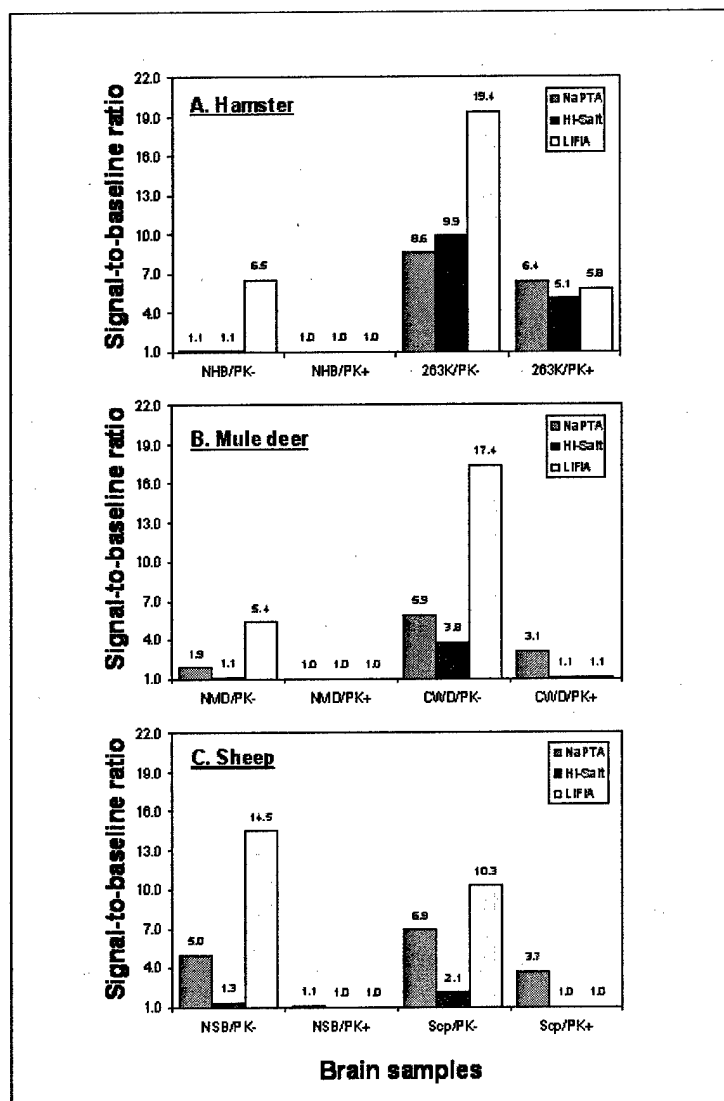 Signal-to-baseline ratio
22.0
19.0
16.0
13.0
10.0
7.0
4.0
1.0
A. Hamster
NaPTA
Hi-Salt
LIFIA
1.1 1.1 6.5
1.0 1.0 1.0
8.6 9.9 19.4
6.4 5.1 5.8
NHB/PK- NHB/PK+ 263K/PK- 263K/PK+
Signal-to-baseline ratio
22.0
19.0
16.0
13.0
10.0
7.0
4.0
1.0
B. Mule deer
NaPTA
Hi-Salt
LIFIA
1.9 1.1 5.4
1.0 1.0 1.0
5.9 3.8 17.4
3.1 1.1 1.1
NMD/PK- NMD/PK+ CWD/PK- CWD/PK+
Signal-to-baseline ratio
22.0
19.0
16.0
13.0
10.0
7.0
4.0
1.0
C. Sheep
NaPTA
Hi-Salt
LIFIA
5.0 1.3 14.5
1.1 1.0 1.0
6.9 2.1 10.3
3.7 1.0 1.0
NSB/PK- NSB/PK+ Scp/PK- Scp/PK+
Brain samples